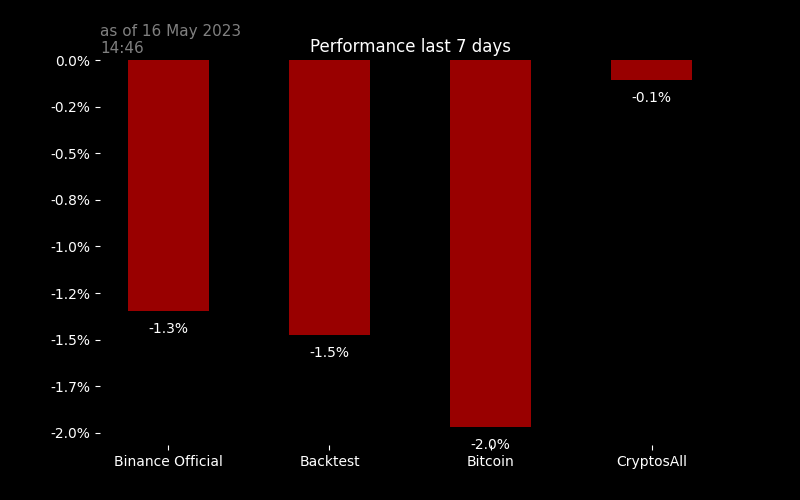 as of 16 May 2023
14:46
Performance last 7 days
0.0%
-0.2%
-0.5%
-0.8%
-1.0%
-1.2%
-1.5%
-1.7%
-2.0%
-1.3%
-1.5%
-2.0%
-0.1%
Binance Official
Backtest
Bitcoin
CryptosAll